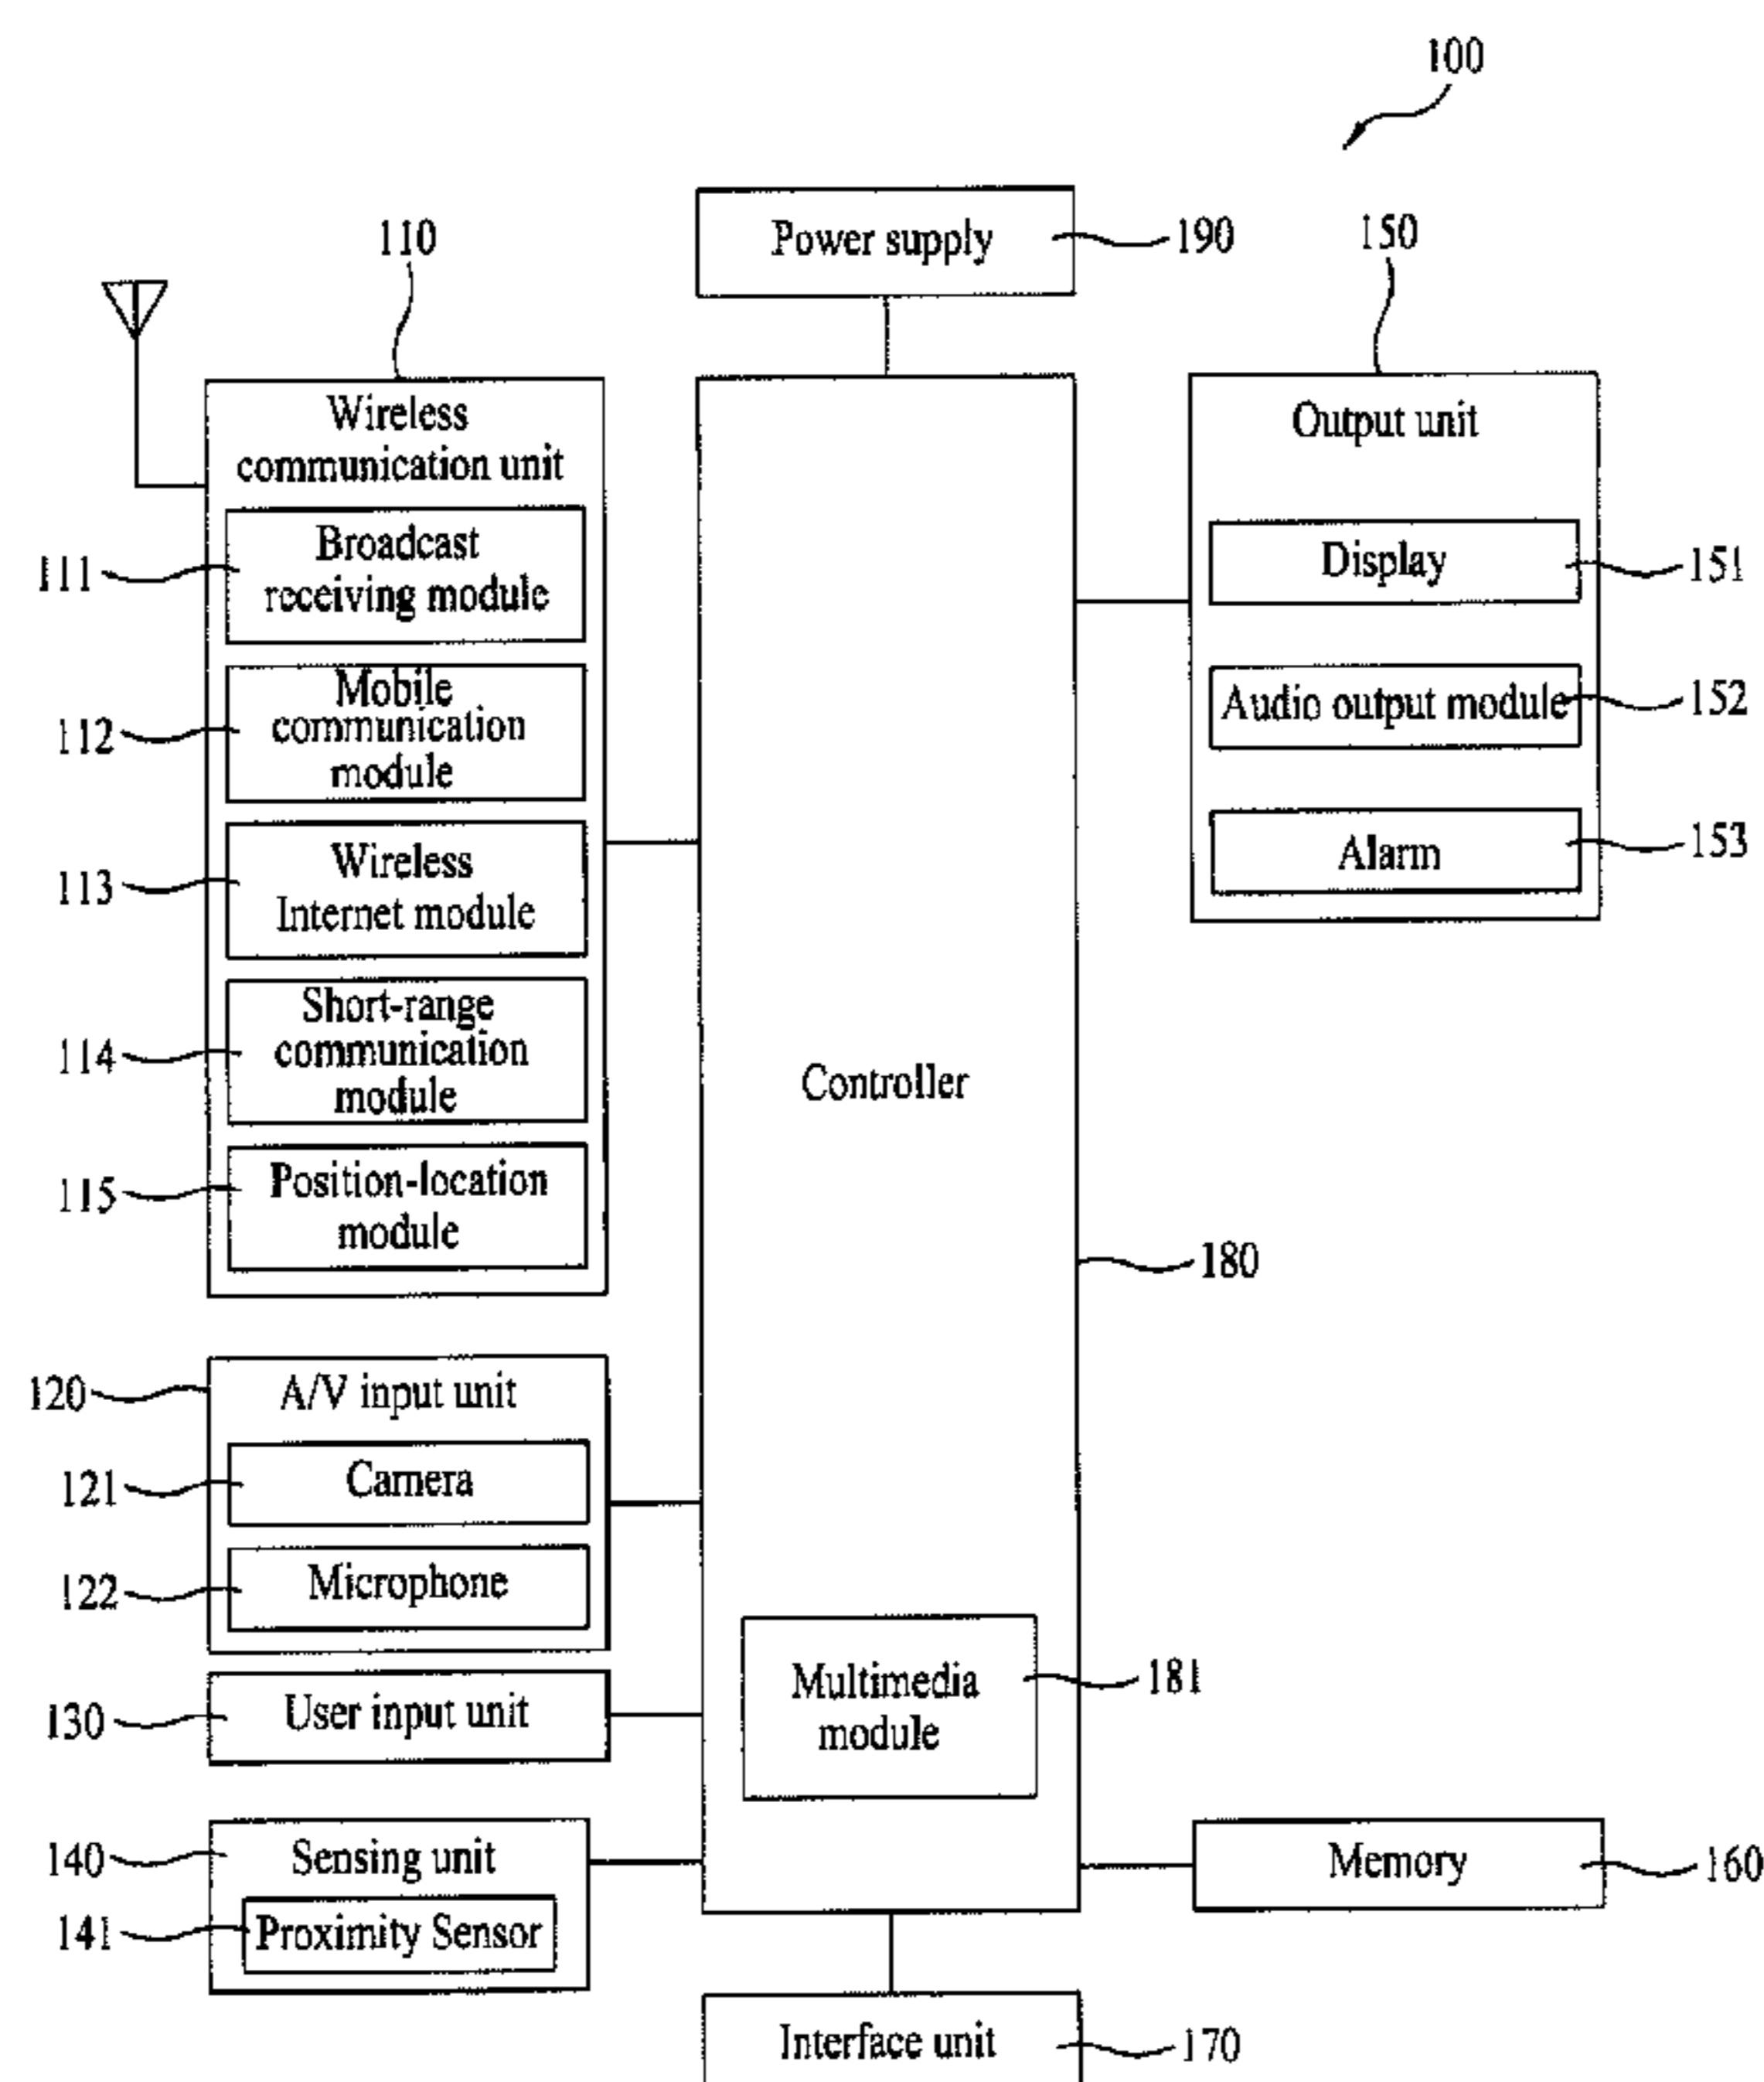 100
Power supply
190
110
150
Wireless
communication unit
Broadcast
receiving module
111
Mobile
communication
module
112
Wireless
Internet module
113
Short-range
communication
module
114
Position-location
module
115
Output unit
Display
151
Audio output module
152
Alarm
153
Controller
180
120
A/V input unit
121
Camera
122
Microphone
130
User input unit
Multimedia
module
181
140
Sensing unit
141
Proximity Sensor
Memory
160
Interface unit
170